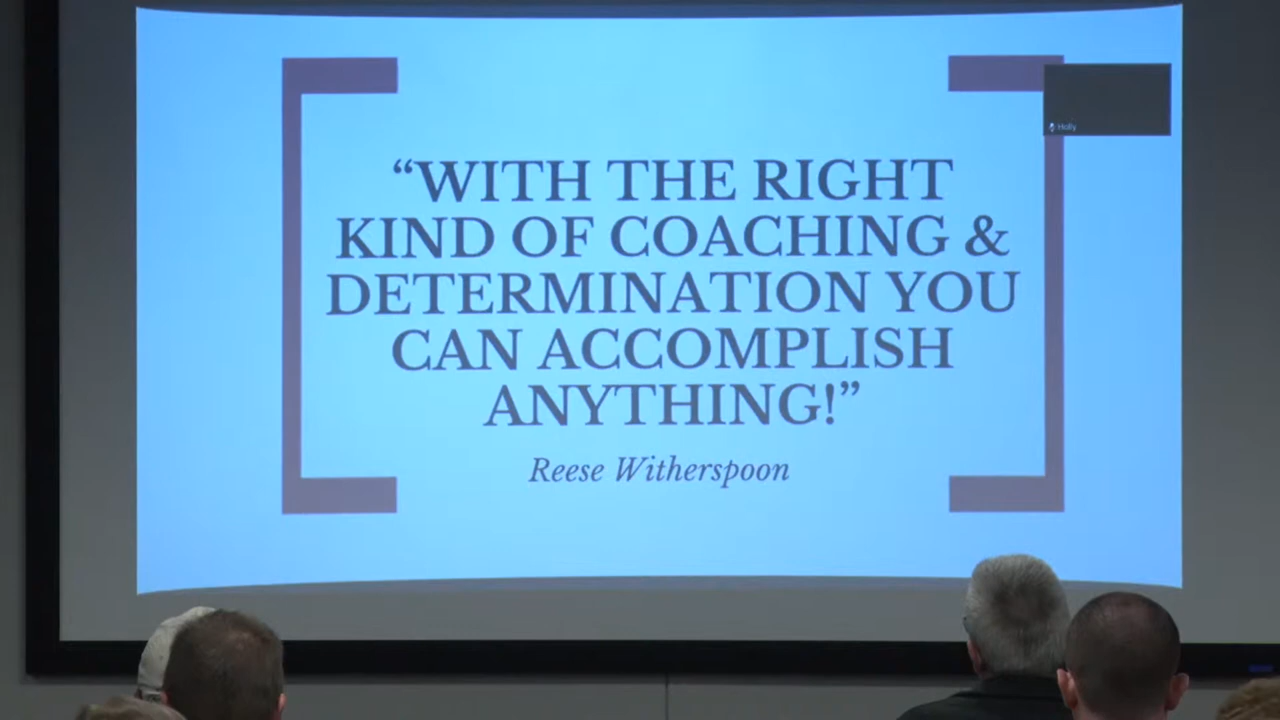 “WITH THE RIGHT
KIND OF COACHING &
DETERMINATION YOU
CAN ACCOMPLISH
ANYTHING!”
Reese Witherspoon
Holly